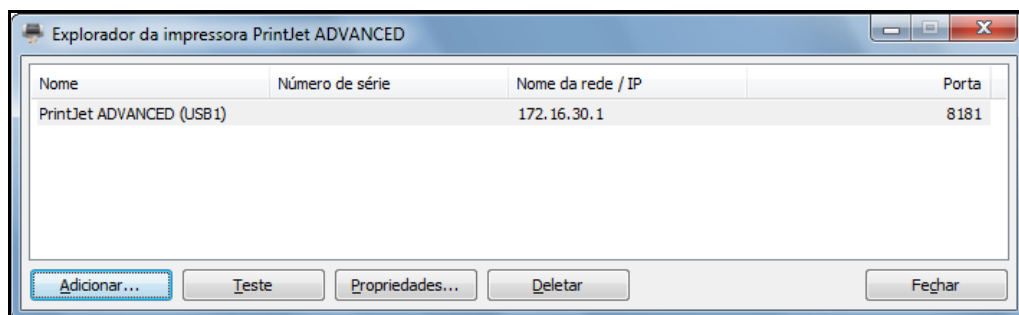 Explorador da impressora PrintJet ADVANCED
Nome Número de série Nome da rede / IP Porta
PrintJet ADVANCED (USB1) 172.16.30.1 8181
Adicionar... Teste Propriedades... Deletar Fechar